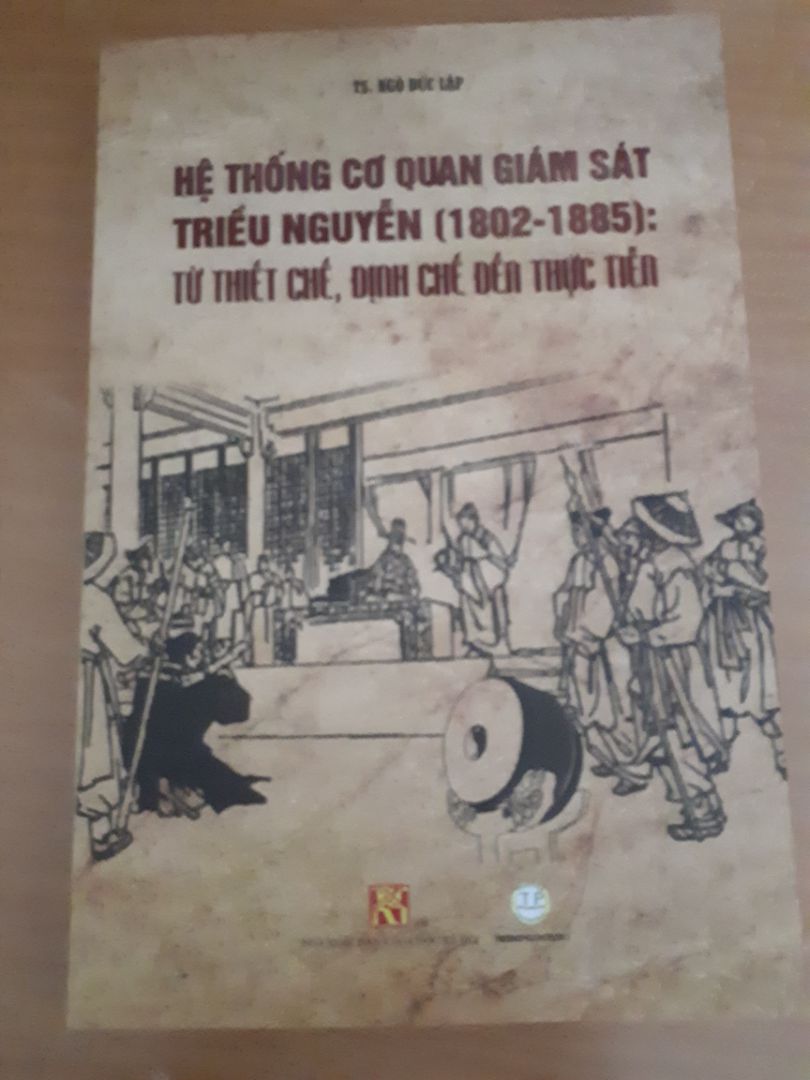 TS. NGÔ ĐỨC LẬP
HỆ THỐNG CƠ QUAN GIÁM SÁT
TRIỀU NGUYỄN (1802-1885):
TỪ THIẾT CHẾ, ĐỊNH CHẾ ĐẾN THỰC TIỄN
TP